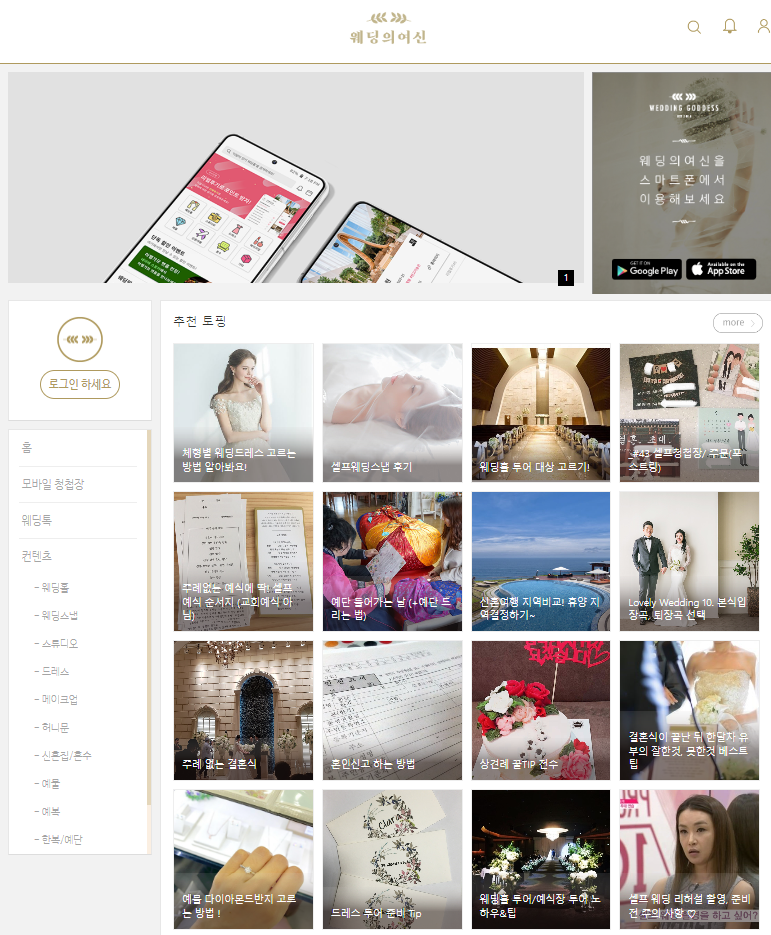 웨딩의여신
WEDDING GODDESS
웨딩의여신을
스마트폰에서
이용해보세요
GET IT ON
Google Play
Available on the
App Store
1
로그인 하세요
홈
모바일 청첩장
웨딩톡
컨텐츠
- 웨딩홀
- 웨딩스냅
- 스튜디오
- 드레스
- 메이크업
- 허니문
- 신혼집/혼수
- 예물
- 예복
- 한복/예단
추천 토핑
more
체형별 웨딩드레스 고르는
방법 알아봐요!
셀프웨딩스냅 후기
웨딩홀 투어 대상 고르기!
#43 셀프청첩장/ 주문(포
스트링)
주례없는 예식에 딱! 셀프
예식 순서지 (교회예식 아
님)
예단 들어가는 날 (+예단 드
리는 법)
신혼여행 지역비교! 휴양 지
역결정하기~
Lovely Wedding 10. 본식입
장곡, 퇴장곡 선택
주례 없는 결혼식
혼인신고 하는 방법
상견례 꿀TIP 전수
결혼식이 끝난 뒤 한달차 유
부의 잘한것, 못한것 베스트
팁
예물 다이아몬드반지 고르
는 방법 !
드레스 투어 준비 Tip
웨딩홀 투어/예식장 투어 노
하우&팁
셀프 웨딩 리허설 촬영, 준비
전 주의 사항 ♡